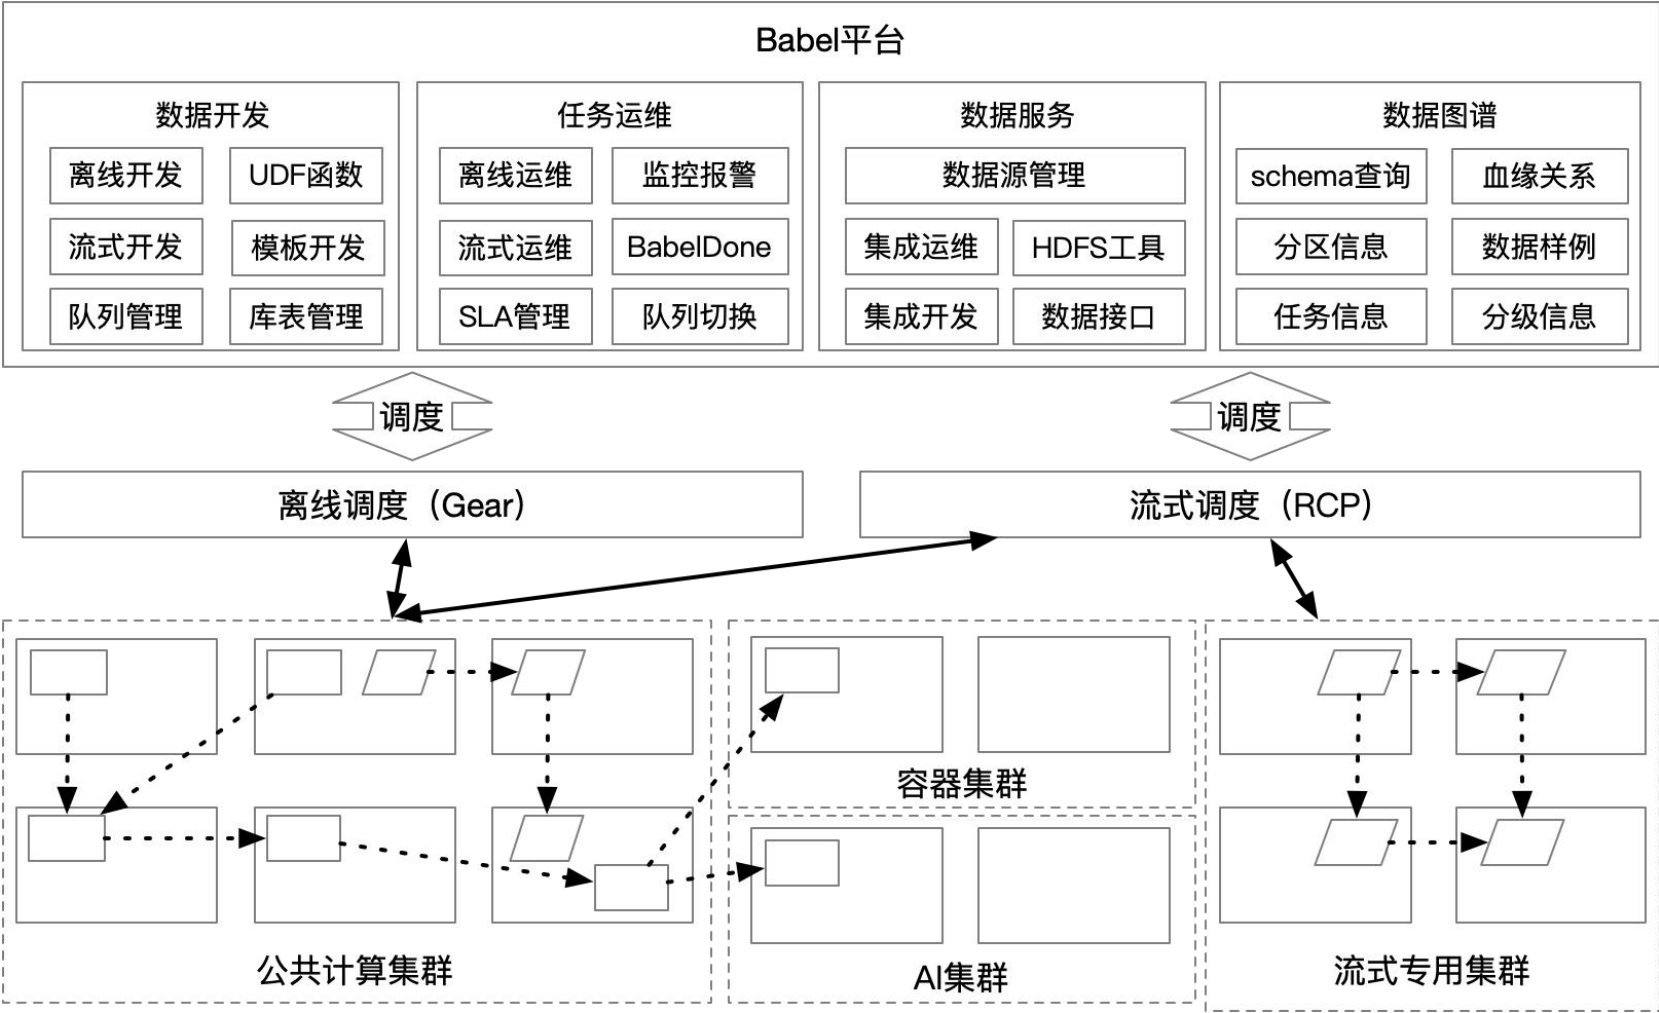 Babel平台
数据开发
任务运维
数据服务
数据图谱
离线开发
UDF函数
流式开发
模板开发
队列管理
库表管理
离线运维
监控报警
流式运维
BabelDone
SLA管理
队列切换
数据源管理
集成运维
HDFS工具
集成开发
数据接口
schema查询
血缘关系
分区信息
数据样例
任务信息
分级信息
调度
调度
离线调度（Gear）
流式调度（RCP）
容器集群
公共计算集群
AI集群
流式专用集群